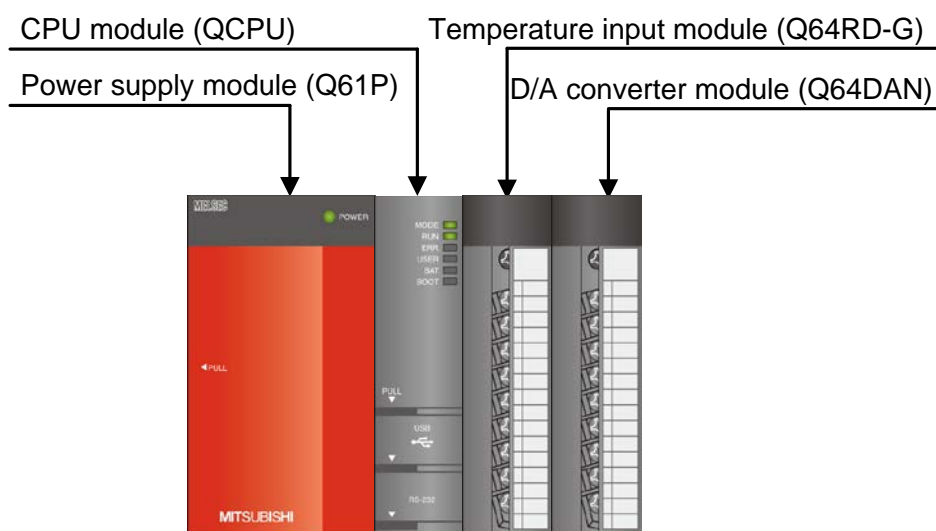 CPU module (QCPU)
Temperature input module (Q64RD-G)
Power supply module (Q61P)
D/A converter module (Q64DAN)
MELSEC
POWER
MODE
RUN
ERR.
USER
BAT.
BOOT
PULL
PULL
USB
RS-232
MITSUBISHI